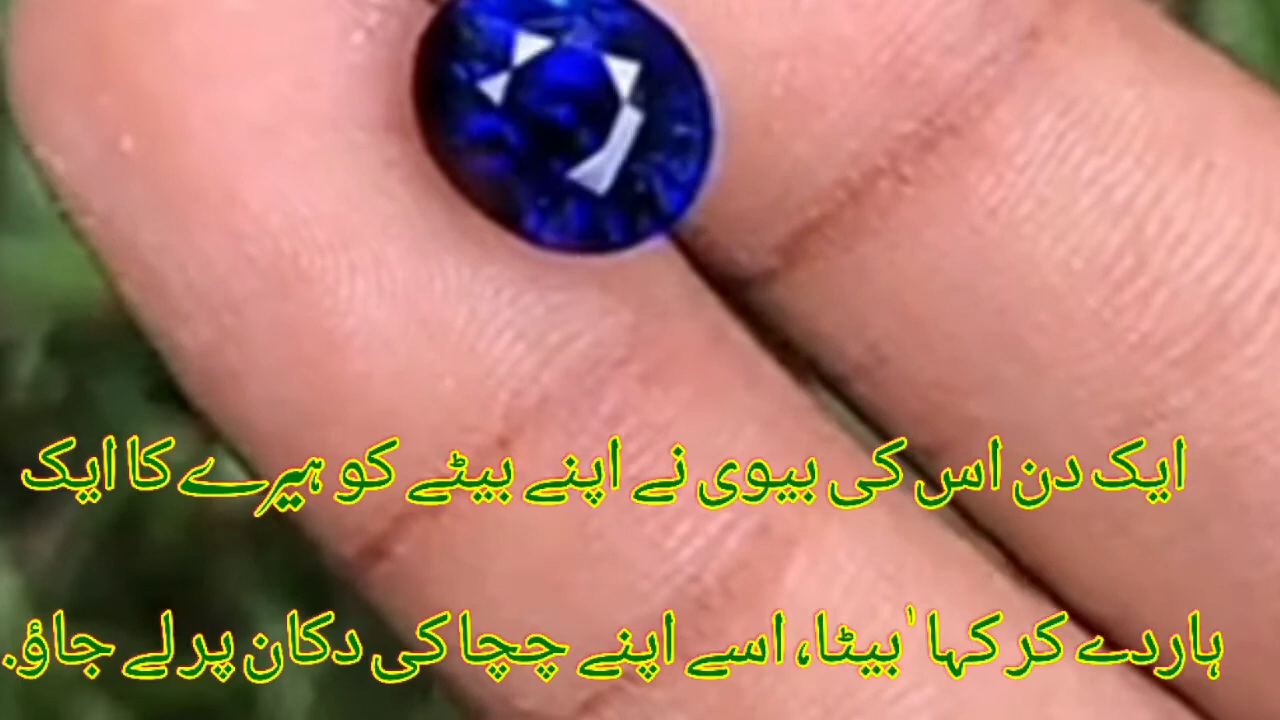 ایک دن اس کی بیوی نے اپنے بیٹے کو ہیرے کا ایک
ہار دے کر کہا 'بیٹا، اسے اپنے چچا کی دکان پر لے جاؤ.